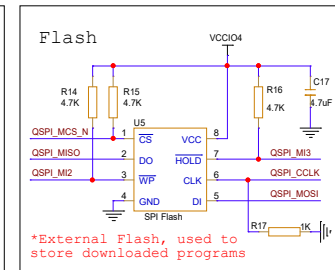 Flash
VCCIO4
R14
4.7K
R15
4.7K
R16
4.7K
C17
4.7uF
U5
QSPI_MCS_N
1
CS
VCC
8
QSPI_MISO
2
DO
HOLD
7
QSPI_MI3
QSPI_MI2
3
WP
CLK
6
QSPI_CCLK
4
GND
DI
5
QSPI_MOSI
SPI Flash
R17
1K
*External Flash, used to
store downloaded programs